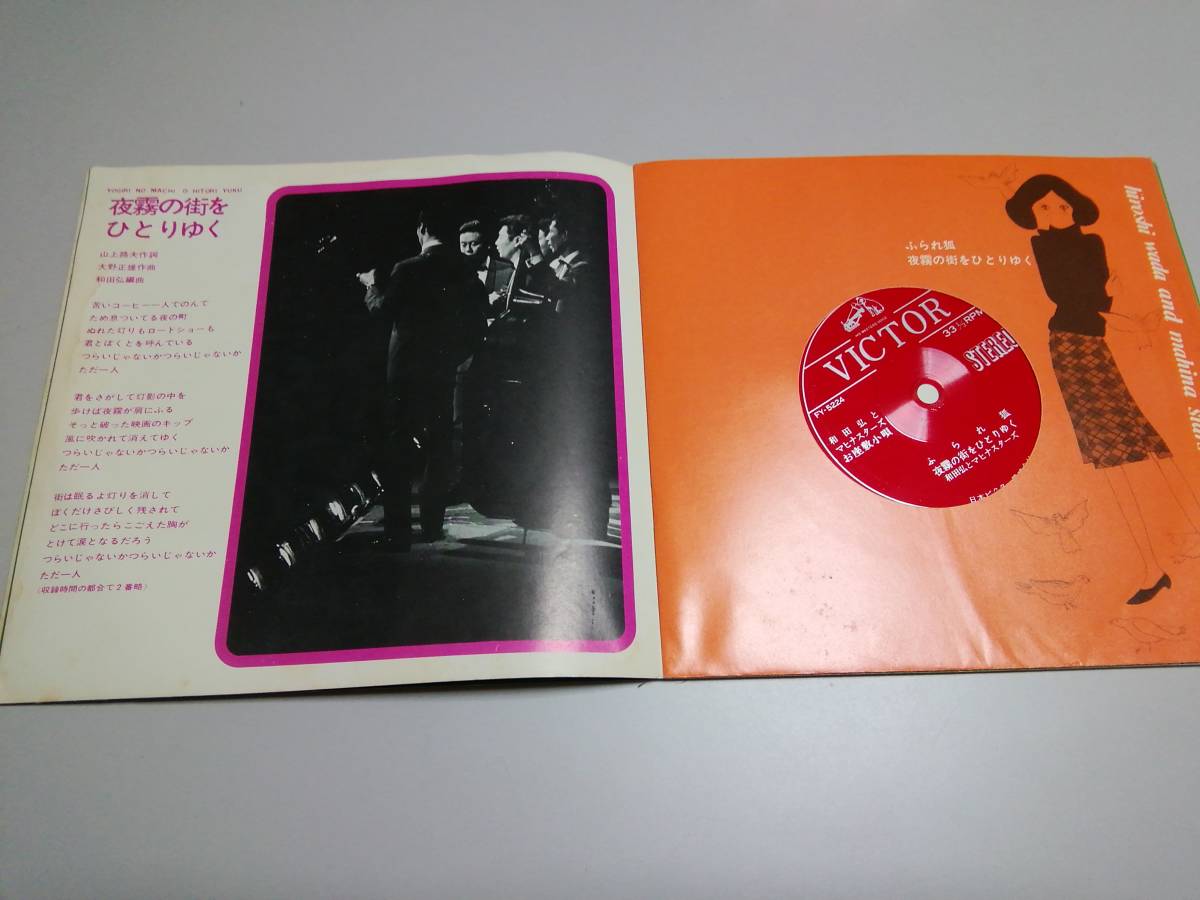 YOGIRI NO MACHI O HITORI YUKU
夜霧の街を
ひとりゆく
山上路夫作詞
大野正雄作曲
和田弘編曲
苦いコーヒー一人でのんで
ため息ついてる夜の町
ぬれた灯りもロードショーも
君とぼくとを呼んでいる
つらいじゃないかつらいじゃないか
ただ一人
君をさがして灯影の中を
歩けば夜霧が肩にふる
そっと破った映画のキップ
風に吹かれて消えてゆく
つらいじゃないかつらいじゃないか
ただ一人
街は眠るよ灯りを消して
ぼくだけさびしく残されて
どこに行ったらこごえた胸が
とけて涙となるだろう
つらいじゃないかつらいじゃないか
ただ一人
(収録時間の都合で2番略)
ふられ狐
夜霧の街をひとりゆく
VICTOR
33 1/3 RPM
STEREO
FY-5224
和田弘と
マヒナスターズ
お座敷小唄
ふられ狐
夜霧の街をひとりゆく
和田弘とマヒナスターズ
日本ビクター
hiroshi wada and mahina stars